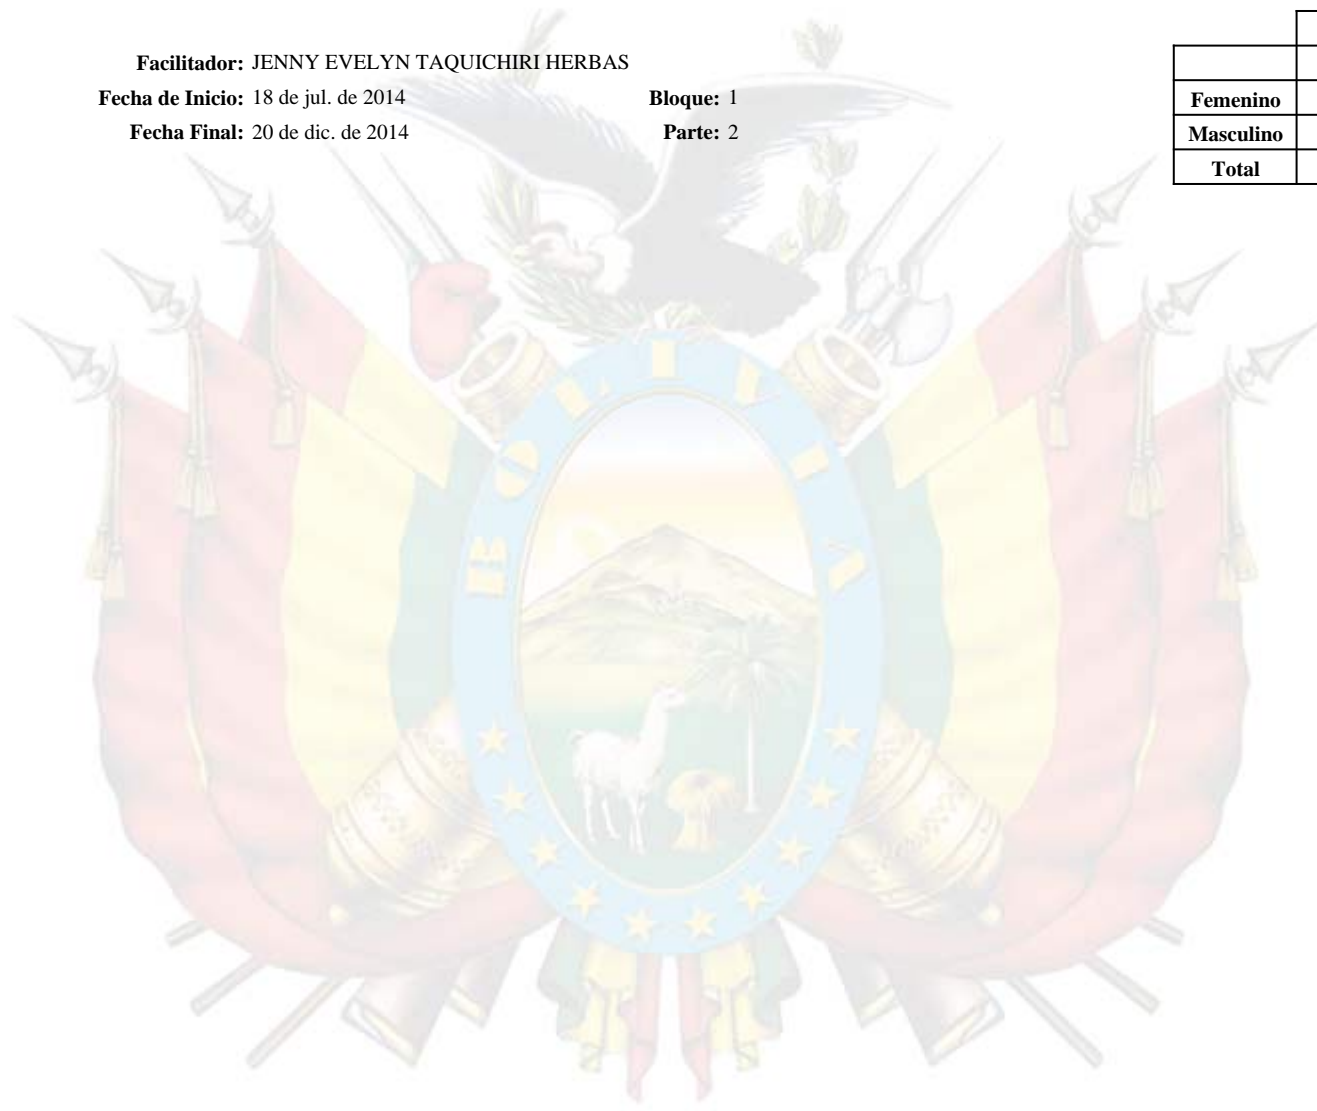 Facilitador: JENNY EVELYN TAQUICHIRI HERBAS
Fecha de Inicio: 18 de jul. de 2014 Bloque: 1
Fecha Final: 20 de dic. de 2014 Parte: 2
Femenino
Masculino
Total
BOLIVIA